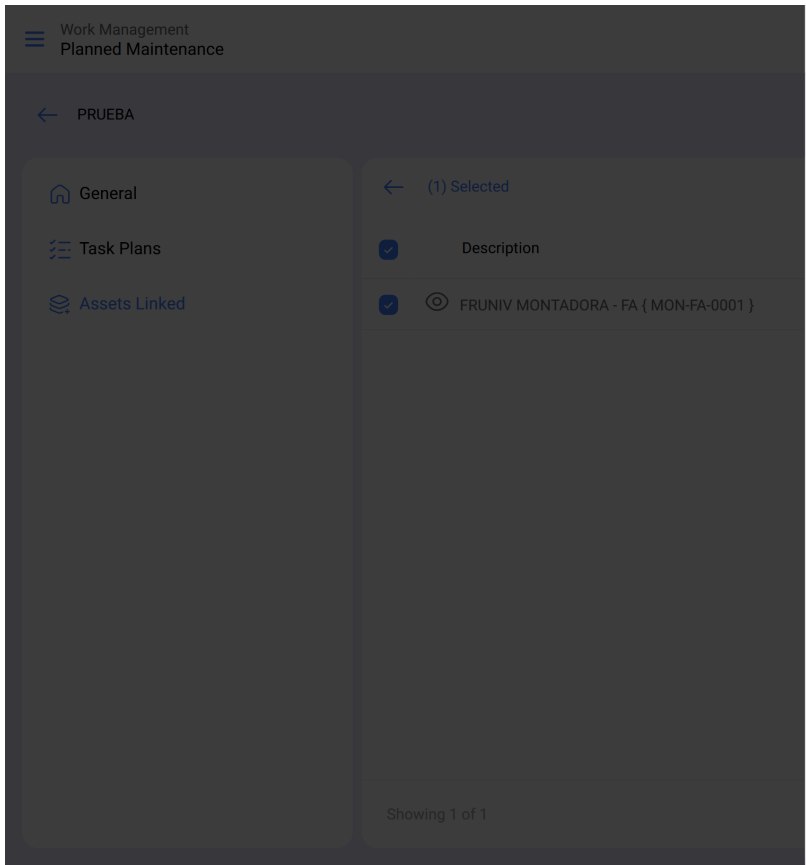 Work Management
Planned Maintenance
PRUEBA
General
Task Plans
Assets Linked
(1) Selected
Description
FRUNIV MONTADORA - FA { MON-FA-0001 }
Showing 1 of 1